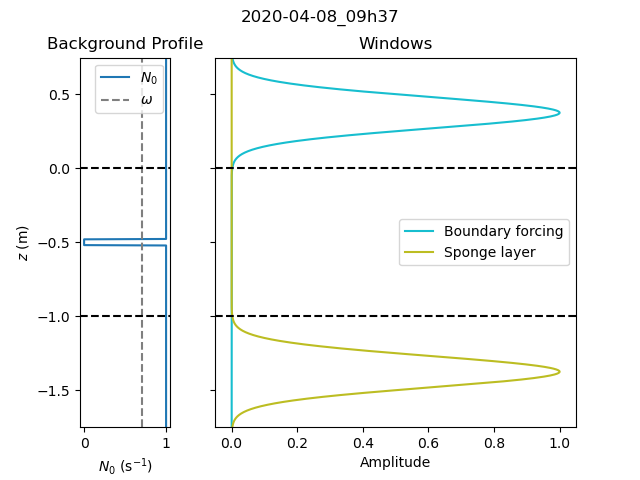 2020-04-08_09h37
Background Profile
Windows
N₀
ω
0.5
0.0
−0.5
−1.0
−1.5
z (m)
Boundary forcing
Sponge layer
0 1
0.0 0.2 0.4 0.6 0.8 1.0
N₀ (s⁻¹)
Amplitude